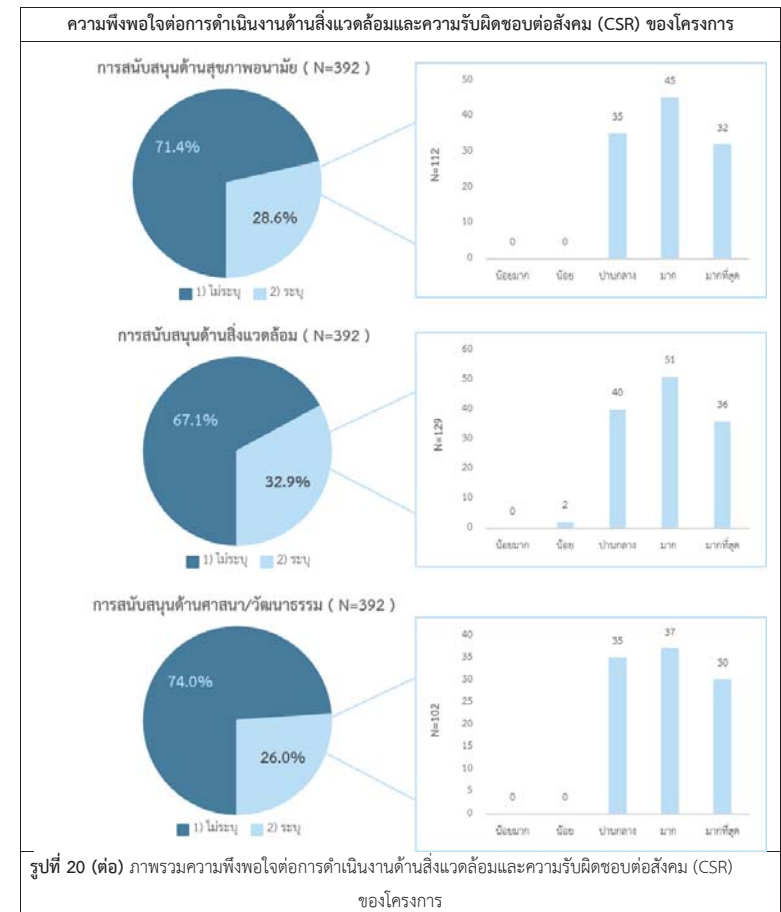 ความพึงพอใจต่อการดำเนินงานด้านสิ่งแวดล้อมและความรับผิดชอบต่อสังคม (CSR) ของโครงการ
การสนับสนุนด้านสุขภาพอนามัย ( N=392 )
71.4%
28.6%
1) ไม่ระบุ 2) ระบุ
N=112
50
40
30
20
10
0
0 0 35 45 32
น้อยมาก น้อย ปานกลาง มาก มากที่สุด
การสนับสนุนด้านสิ่งแวดล้อม ( N=392 )
67.1%
32.9%
1) ไม่ระบุ 2) ระบุ
N=129
60
50
40
30
20
10
0
0 2 40 51 36
น้อยมาก น้อย ปานกลาง มาก มากที่สุด
การสนับสนุนด้านศาสนา/วัฒนาธรรม ( N=392 )
74.0%
26.0%
1) ไม่ระบุ 2) ระบุ
N=102
40
35
30
25
20
15
10
5
0
0 0 35 37 30
น้อยมาก น้อย ปานกลาง มาก มากที่สุด
รูปที่ 20 (ต่อ) ภาพรวมความพึงพอใจต่อการดำเนินงานด้านสิ่งแวดล้อมและความรับผิดชอบต่อสังคม (CSR)
ของโครงการ